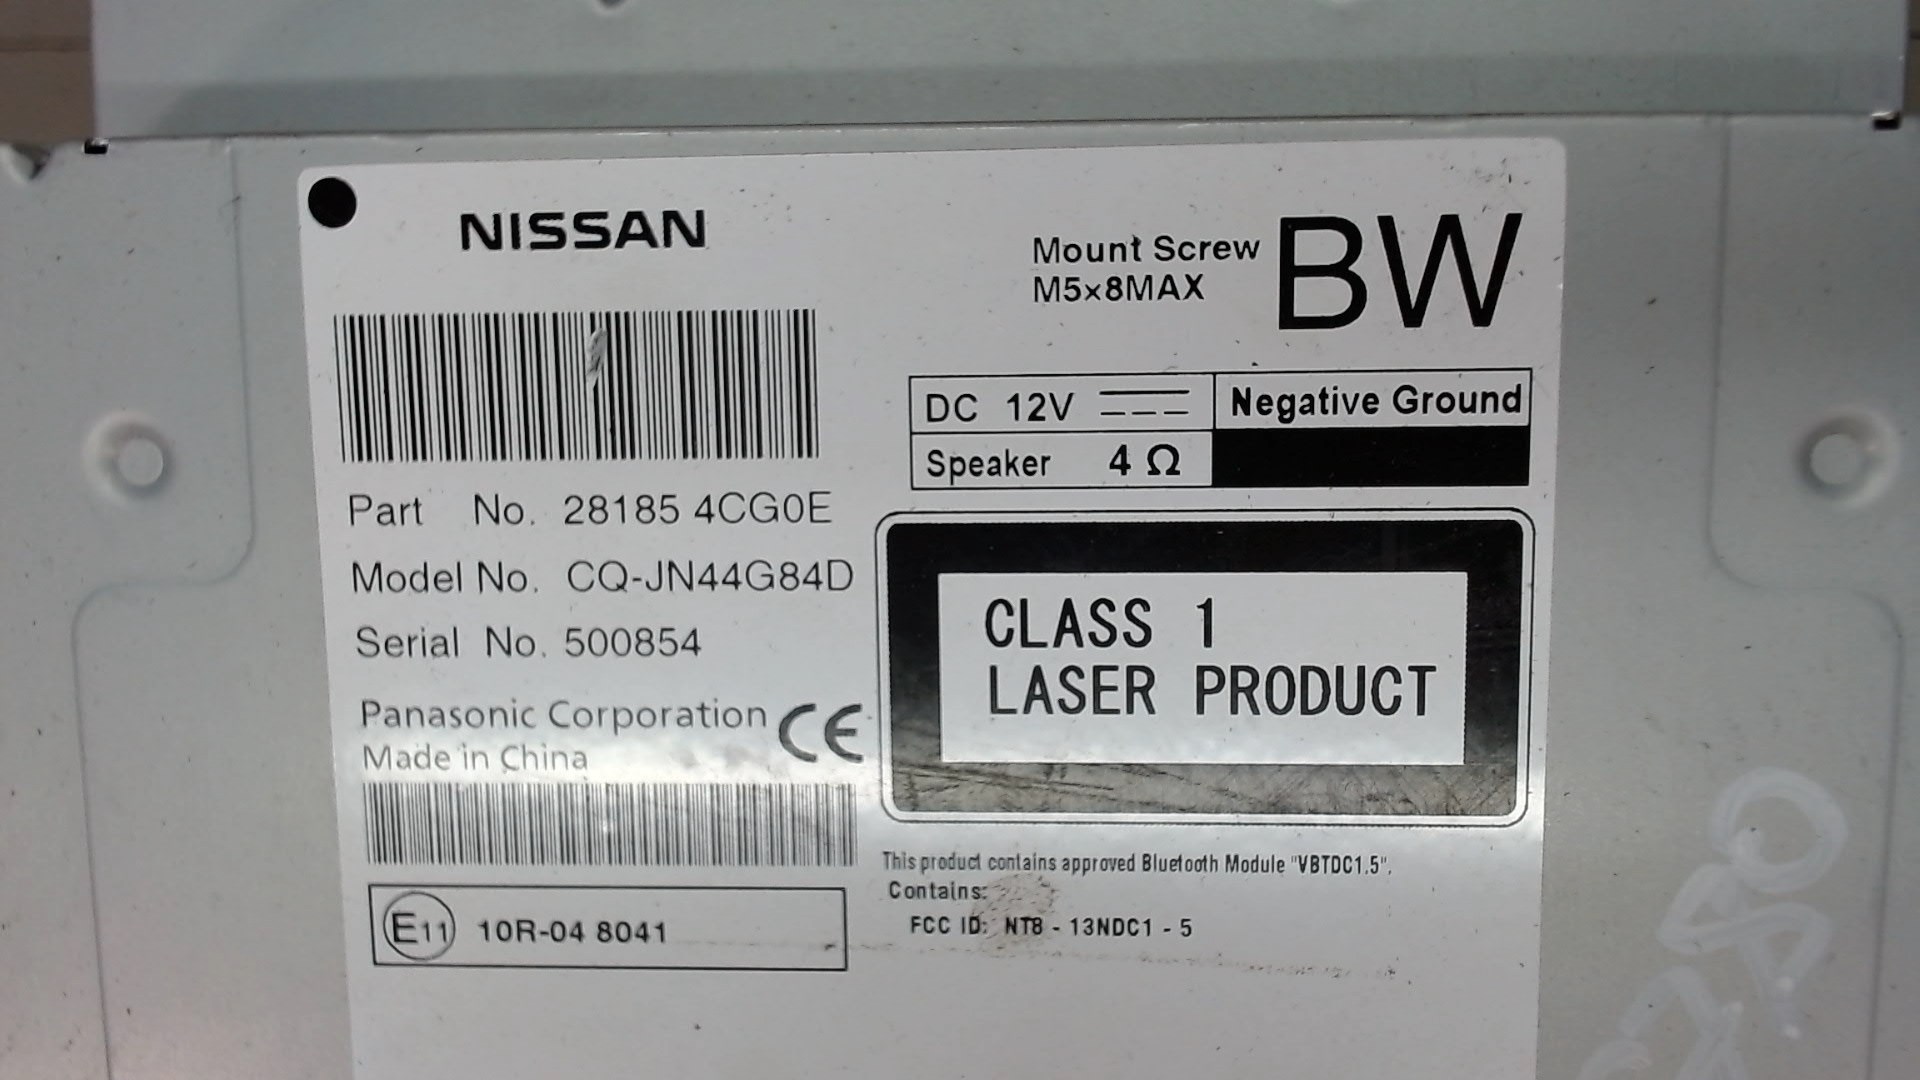 NISSAN
Mount Screw
M5x8MAX
BW
DC 12V
Negative Ground
Speaker 4 Ω
Part No. 28185 4CG0E
Model No. CQ-JN44G84D
Serial No. 500854
Panasonic Corporation
Made in China
CE
CLASS 1
LASER PRODUCT
This product contains approved Bluetooth Module "VBTDC1.5".
Contains:
FCC ID: NT8 - 13NDC1 - 5
E11 10R-04 8041